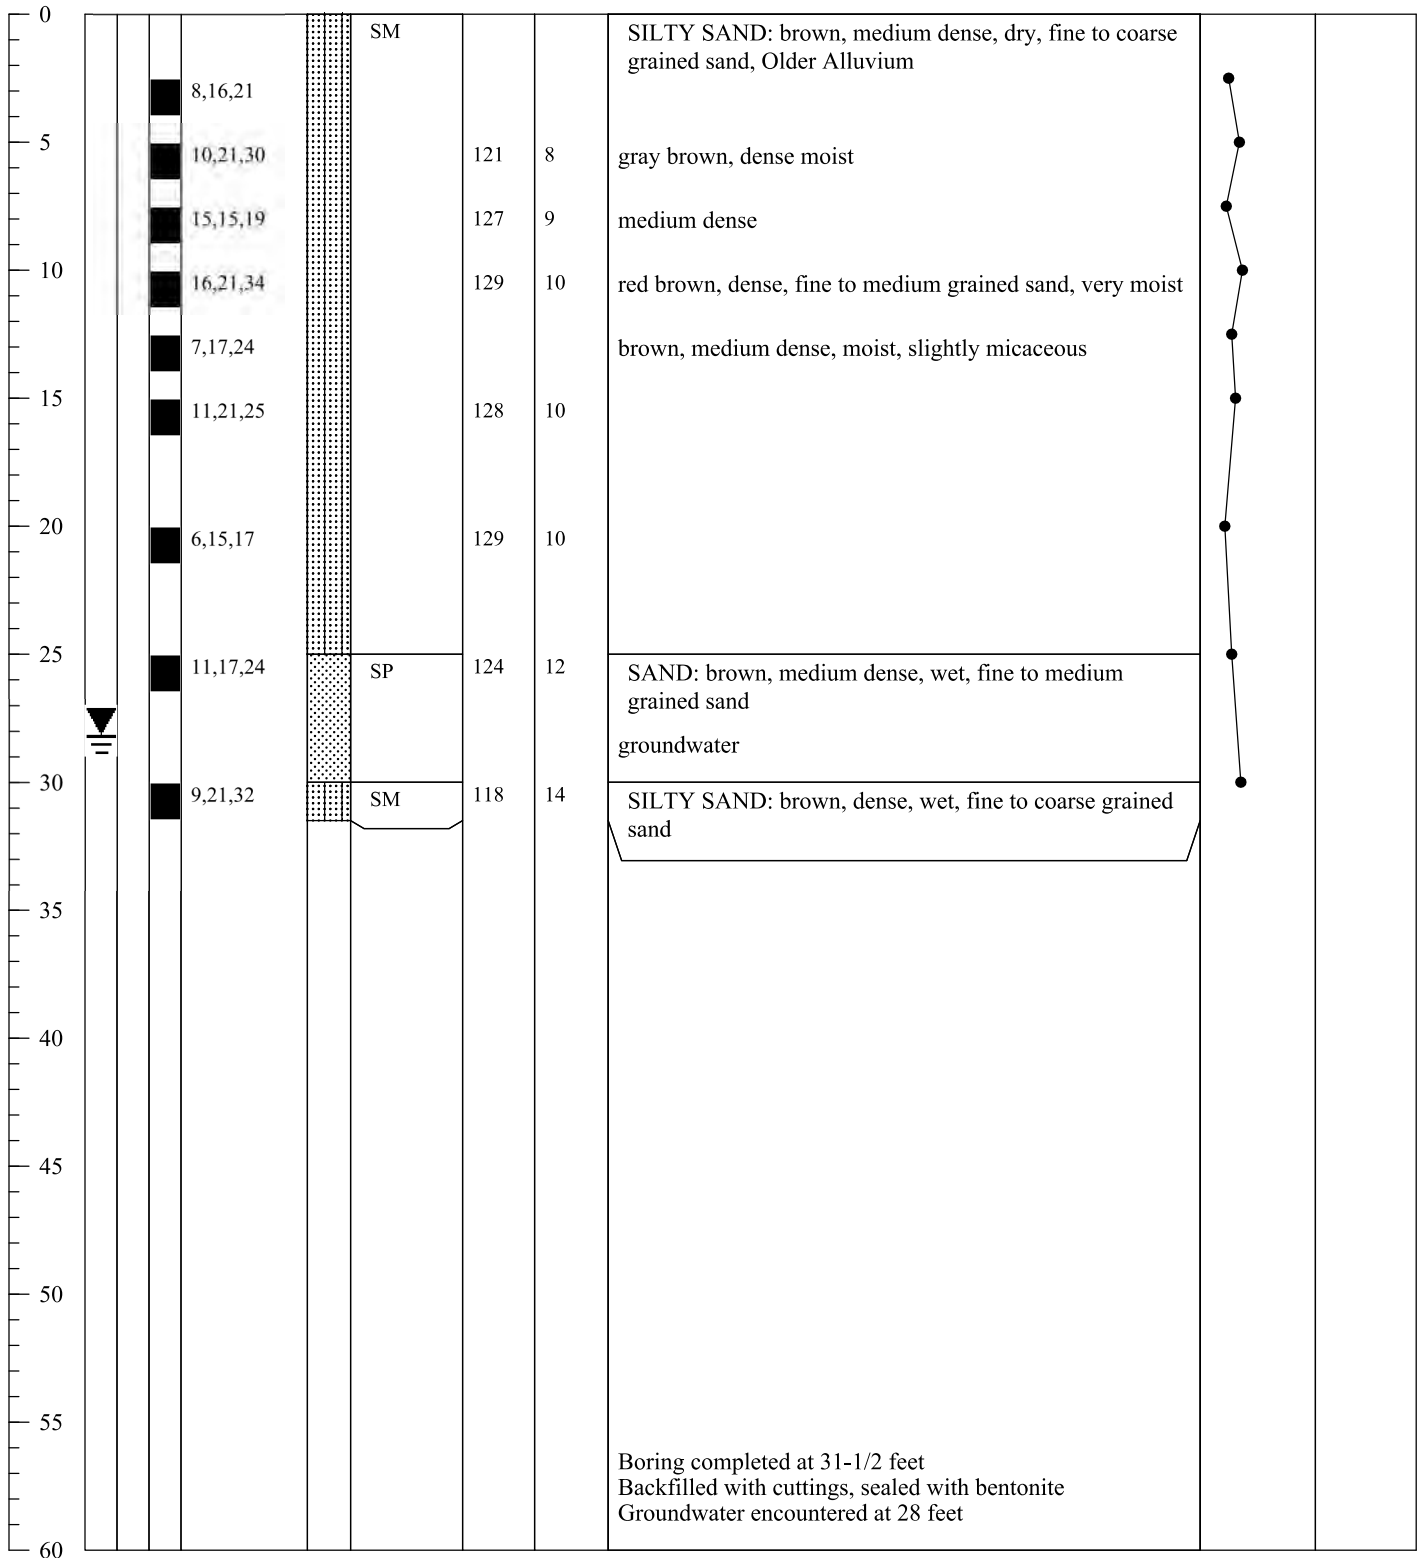 0
SM
SILTY SAND: brown, medium dense, dry, fine to coarse
grained sand, Older Alluvium
8,16,21
5
10,21,30
121
8
gray brown, dense moist
15,15,19
127
9
medium dense
10
16,21,34
129
10
red brown, dense, fine to medium grained sand, very moist
7,17,24
brown, medium dense, moist, slightly micaceous
15
11,21,25
128
10
20
6,15,17
129
10
25
11,17,24
SP
124
12
SAND: brown, medium dense, wet, fine to medium
grained sand
groundwater
30
9,21,32
SM
118
14
SILTY SAND: brown, dense, wet, fine to coarse grained
sand
35
40
45
50
55
Boring completed at 31-1/2 feet
Backfilled with cuttings, sealed with bentonite
Groundwater encountered at 28 feet
60